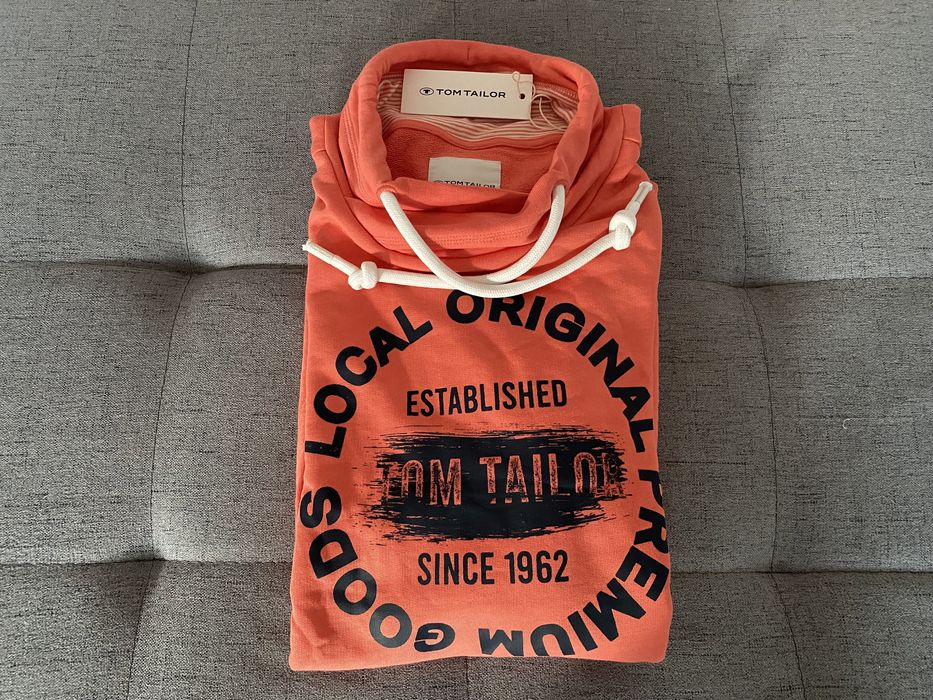 TOM TAILOR
TOM TAILOR
LOCAL ORIGINAL PREMIUM GOODS
ESTABLISHED
TOM TAILOR
SINCE 1962